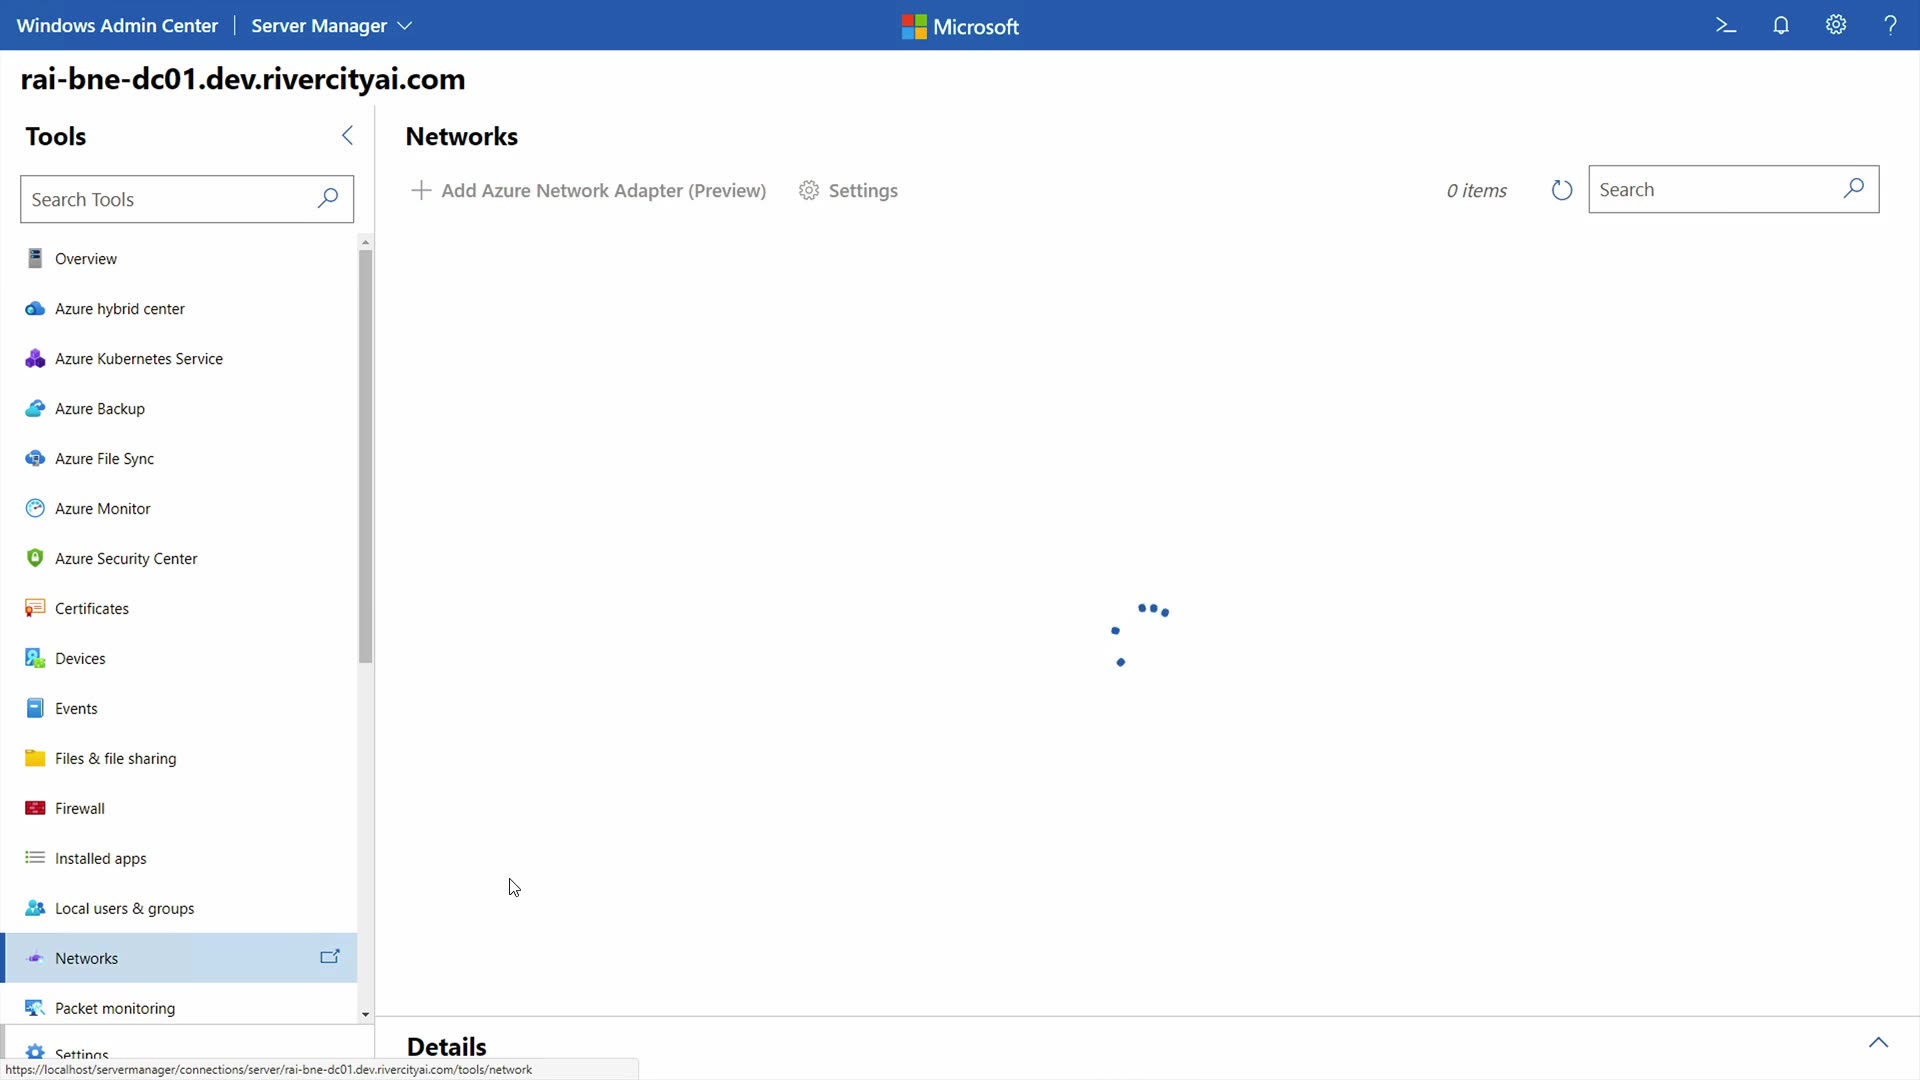 Windows Admin Center
Server Manager
Microsoft
rai-bne-dc01.dev.rivercityai.com
Tools
Search Tools
Overview
Azure hybrid center
Azure Kubernetes Service
Azure Backup
Azure File Sync
Azure Monitor
Azure Security Center
Certificates
Devices
Events
Files & file sharing
Firewall
Installed apps
Local users & groups
Networks
Packet monitoring
Settings
Networks
Add Azure Network Adapter (Preview)
Settings
0 items
Search
Details
https://localhost/servermanager/connections/server/rai-bne-dc01.dev.rivercityai.com/tools/network